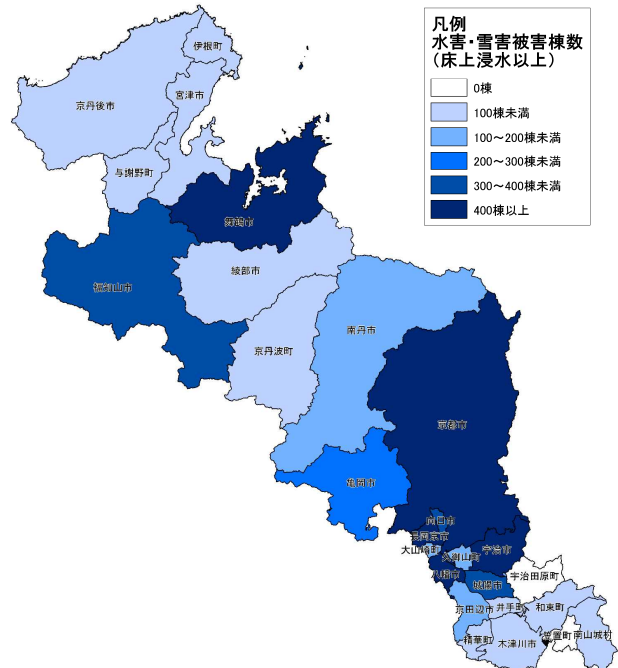 凡例
水害・雪害被害棟数
(床上浸水以上)
0棟
100棟未満
100～200棟未満
200～300棟未満
300～400棟未満
400棟以上
伊根町
京丹後市
宮津市
与謝野町
舞鶴市
綾部市
福知山市
南丹市
京丹波町
京都市
亀岡市
向日市
長岡京市
大山崎町
久御山町
宇治市
八幡市
宇治田原町
城陽市
京田辺市
井手町
和東町
精華町
木津川市
笠置町
南山城村